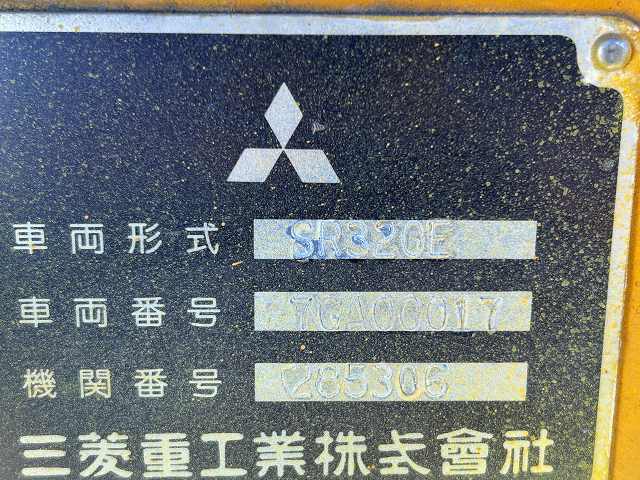 車両形式 SR320E
車両番号 7GA00017
機関番号 285306
三菱重工業株式會社